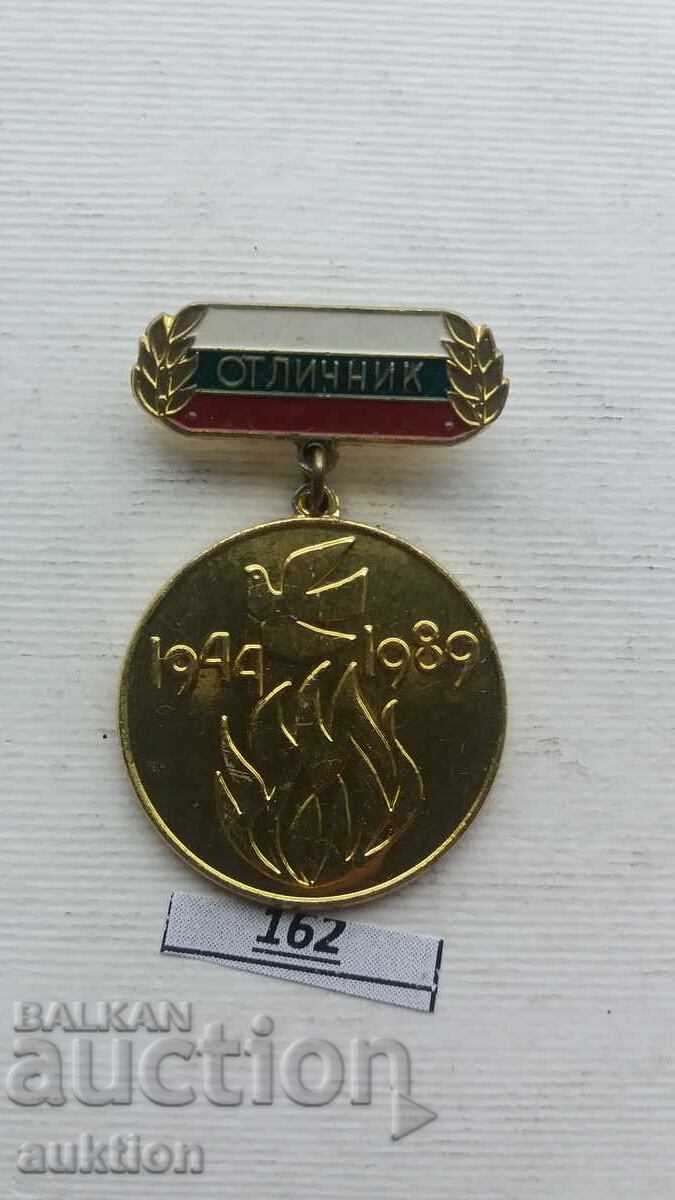 ОТЛИЧНИК
1944 1989
162
BALKAN
auction
auktion